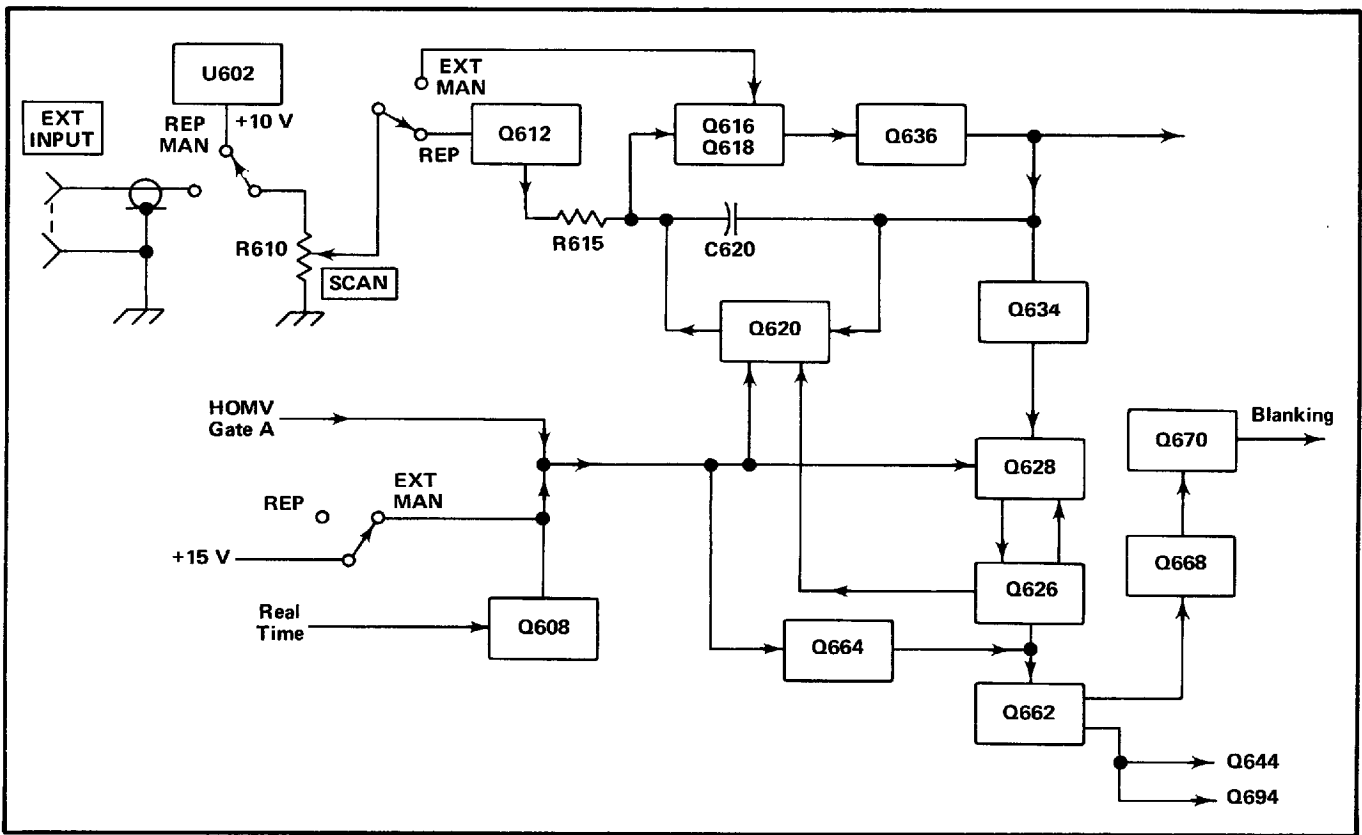 U602
EXT
INPUT
REP
MAN
+10 V
R610
SCAN
EXT
MAN
REP
Q612
R615
C620
Q616
Q618
Q636
Q620
Q634
HOMV
Gate A
REP
EXT
MAN
+15 V
Real
Time
Q608
Q628
Q626
Q664
Q662
Q670
Blanking
Q668
Q644
Q694